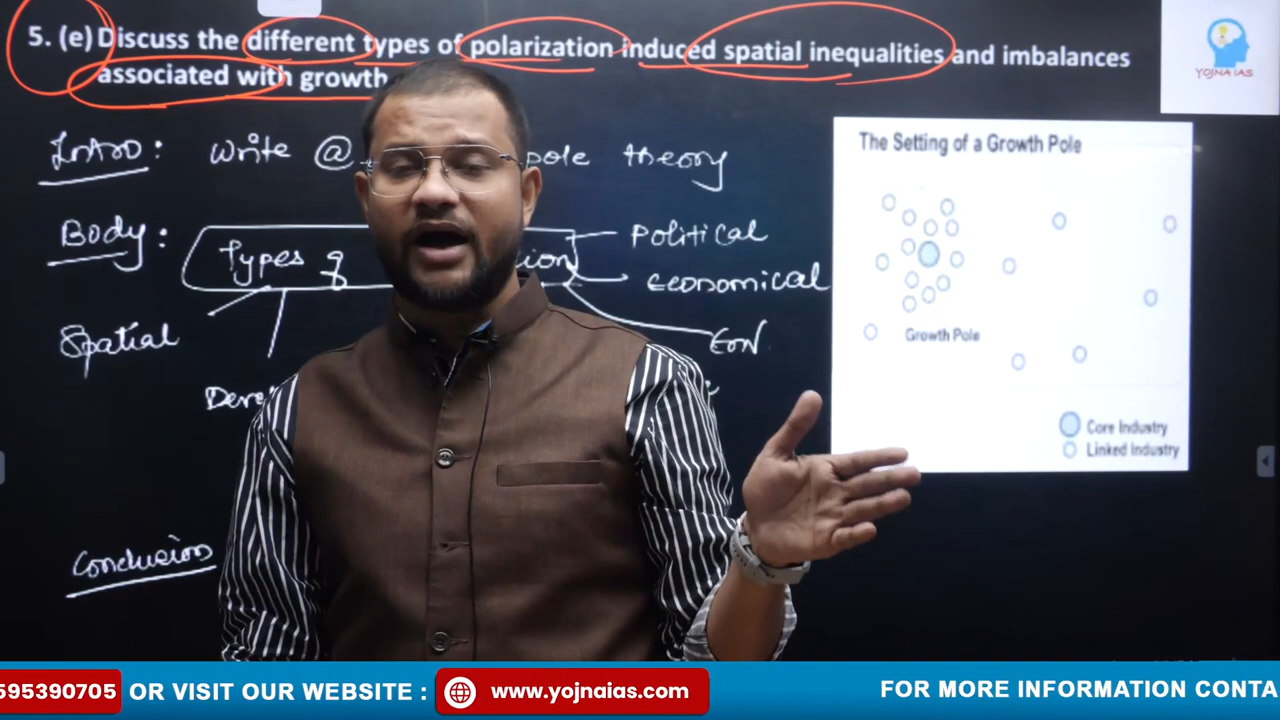 5. (e) Discuss the different types of polarization induced spatial inequalities and imbalances
associated with growth
YOJNA IAS
Intro: Write @ pole theory
The Setting of a Growth Pole
Body: Types of
Political
Economical
Spatial
Env.
Growth Pole
Core Industry
Linked Industry
Conclusion
595390705 OR VISIT OUR WEBSITE : www.yojnaias.com FOR MORE INFORMATION CONTA